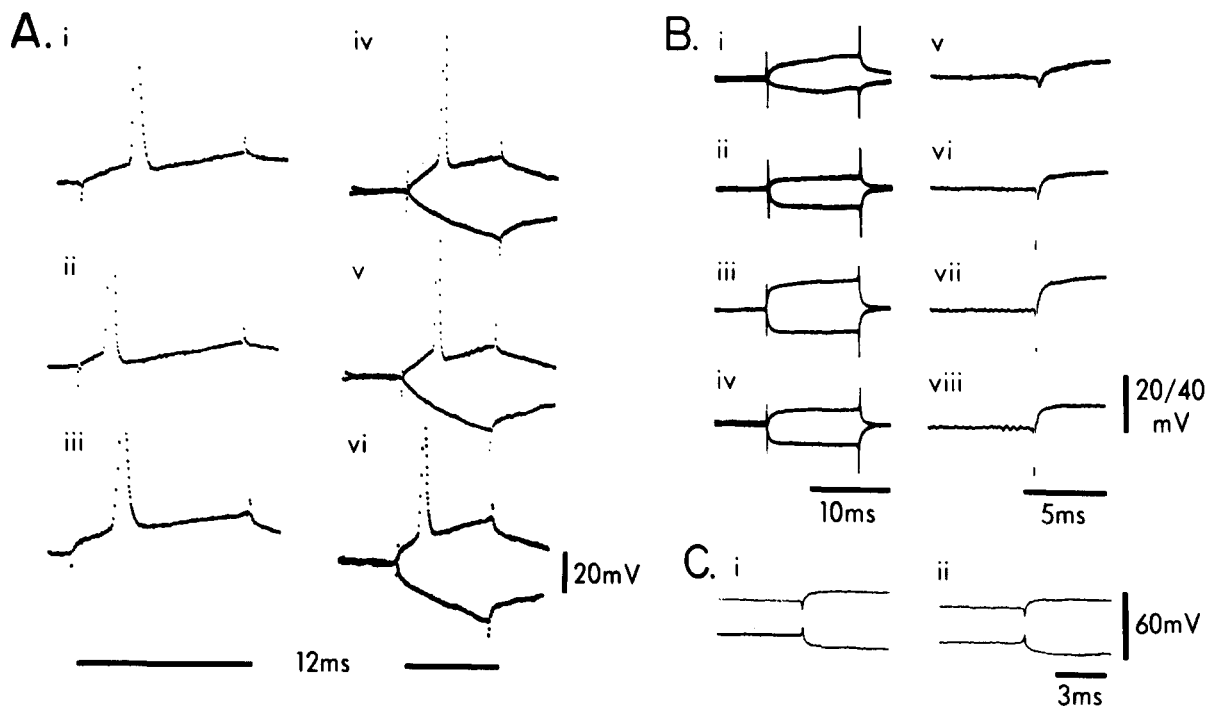 A. i iv
ii v
iii vi
20mV
12ms
B. i v
ii vi
iii vii
iv viii
20/40
mV
10ms 5ms
C. i ii
60mV
3ms